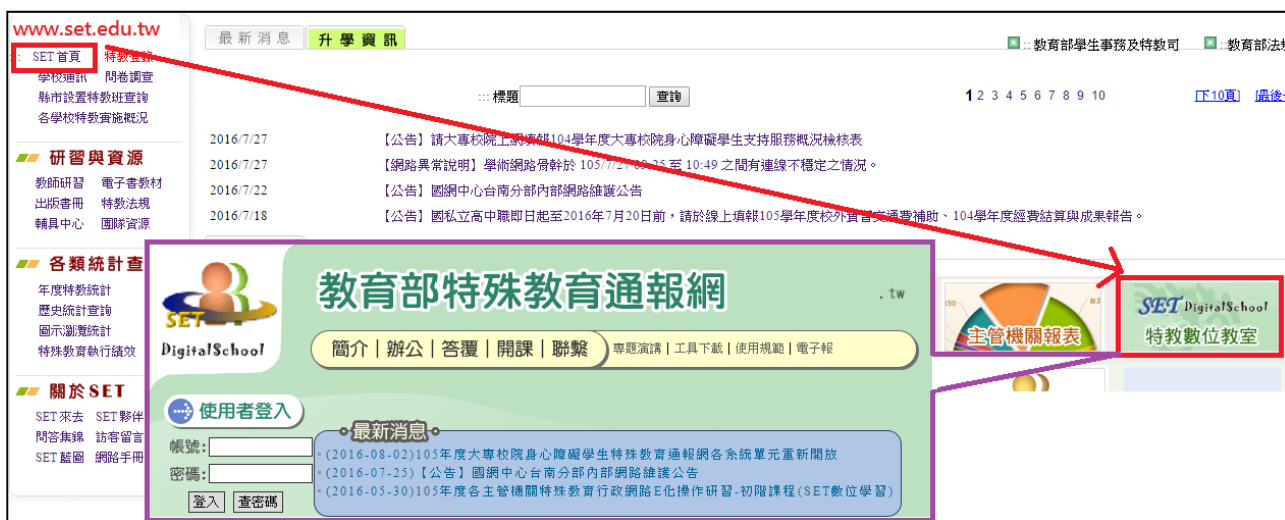 www.set.edu.tw
SET首頁 特教登錄
學校通訊 問卷調查
縣市設置特教班查詢
各學校特教實施概況
研習與資源
教師研習 電子書教材
出版書冊 特教法規
輔具中心 團隊資源
各類統計查
年度特教統計
歷史統計查詢
圖示瀏灠統計
特殊教育執行績效
關於SET
SET來去 SET夥伴
問答集錦 訪客留言
SET藍圖 網路手冊
最新消息 升學資訊
::教育部學生事務及特教司 ::教育部法規
:::標題 查詢
1 2 3 4 5 6 7 8 9 10 [下10頁] [最後
2016/7/27 【公告】請大專校院上網填報104學年度大專校院身心障礙學生支持服務概況檢核表
2016/7/27 【網路異常說明】學術網路骨幹於 105/7/27 09:25 至 10:49 之間有連線不穩定之情況。
2016/7/22 【公告】國網中心台南分部內部網路維護公告
2016/7/18 【公告】國私立高中職即日起至2016年7月20日前，請於線上填報105學年度校外實習交通費補助、104學年度經費結算與成果報告。
主管機關報表
SET DigitalSchool
特教數位教室
SET
DigitalSchool
教育部特殊教育通報網
.tw
簡介|辦公|答覆|開課|聯繫 專題演講|工具下載|使用規範|電子報
使用者登入
帳號:
密碼:
登入 查密碼
最新消息
(2016-08-02)105年度大專校院身心障礙學生特殊教育通報網各系統單元重新開放
(2016-07-25)【公告】國網中心台南分部內部網路維護公告
(2016-05-30)105年度各主管機關特殊教育行政網路E化操作研習-初階課程(SET數位學習)